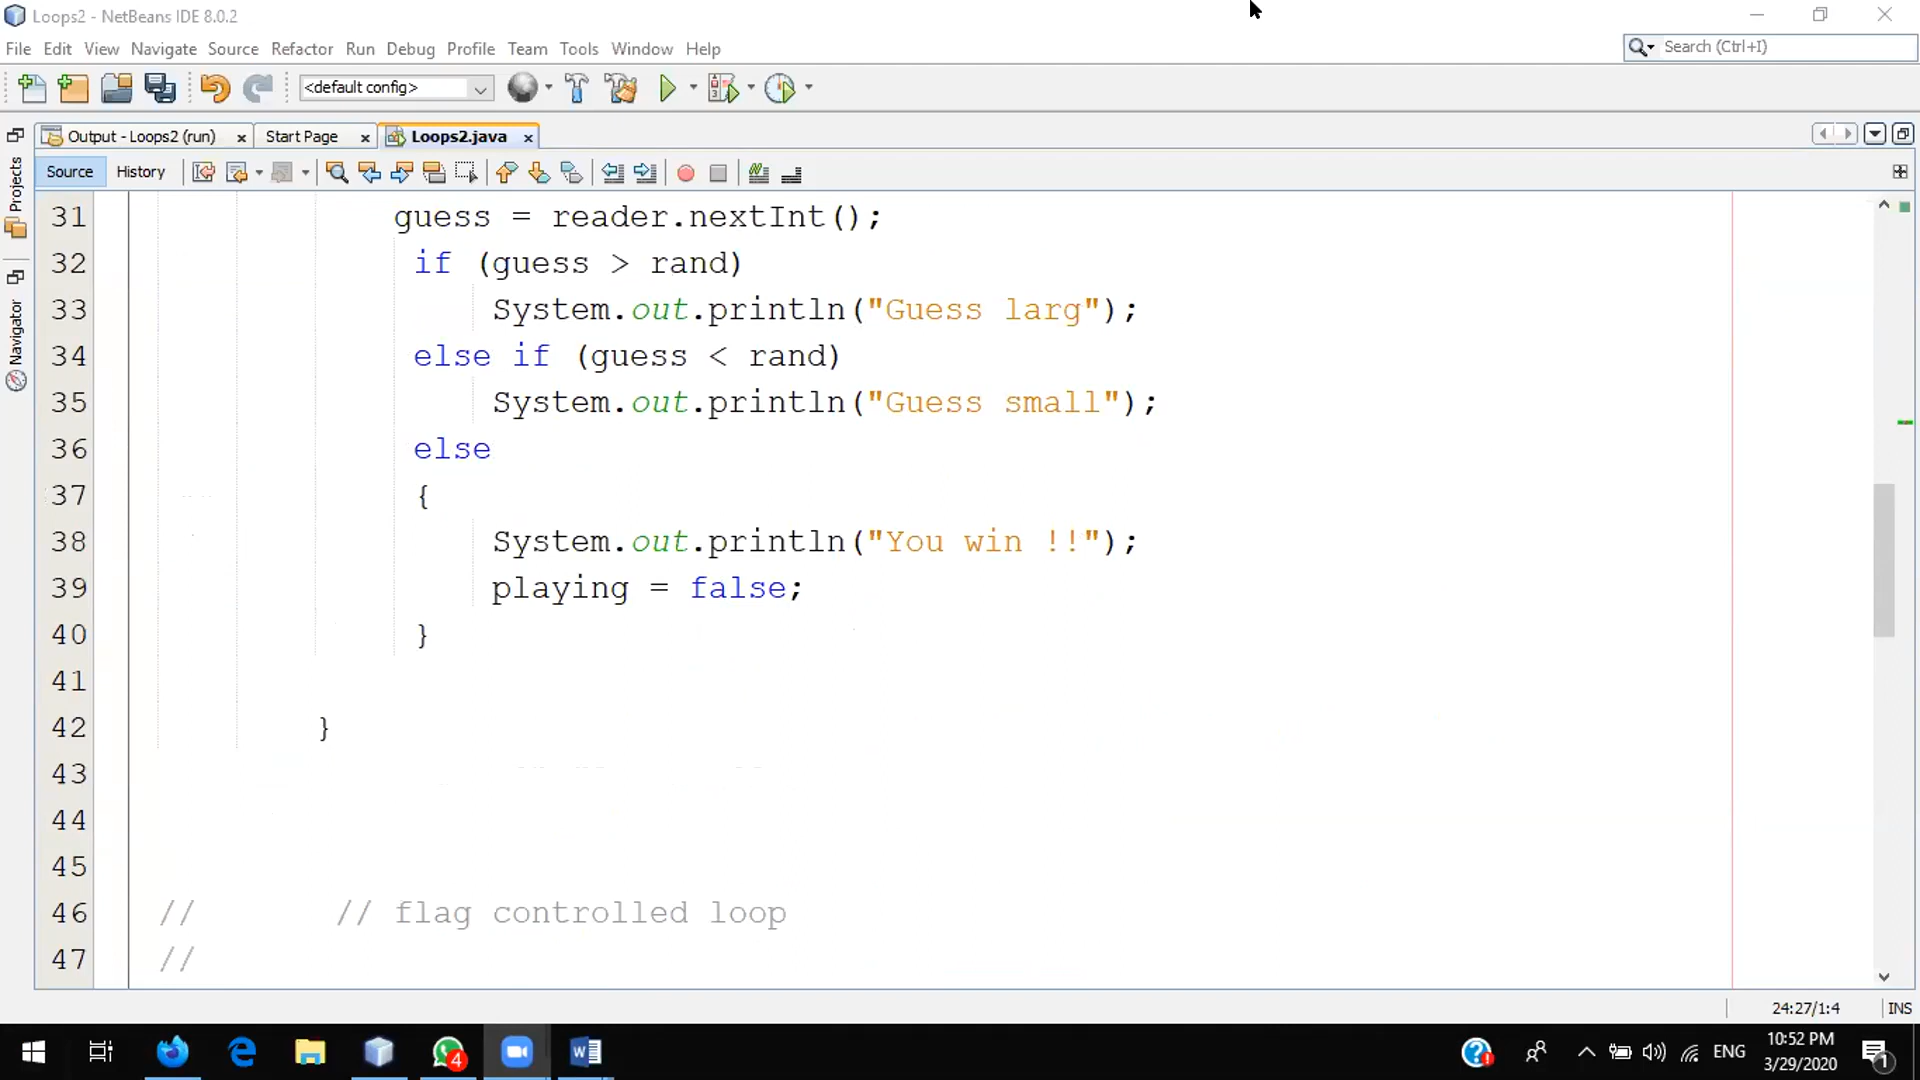 Loops2 - NetBeans IDE 8.0.2
File Edit View Navigate Source Refactor Run Debug Profile Team Tools Window Help
Search (Ctrl+I)
<default config>
Output - Loops2 (run) Start Page Loops2.java
Source History
Projects
Navigator
31 guess = reader.nextInt();
32 if (guess > rand)
33 System.out.println("Guess larg");
34 else if (guess < rand)
35 System.out.println("Guess small");
36 else
37 {
38 System.out.println("You win !!");
39 playing = false;
40 }
41
42 }
43
44
45
46 // // flag controlled loop
47 //
24:27/1:4 INS
4
ENG
10:52 PM
3/29/2020
1